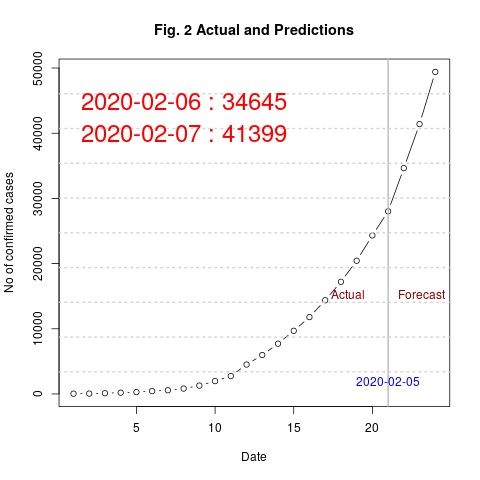 Fig. 2 Actual and Predictions
2020-02-06 : 34645
2020-02-07 : 41399
No of confirmed cases
50000
40000
30000
20000
10000
0
Actual
Forecast
2020-02-05
5
10
15
20
Date